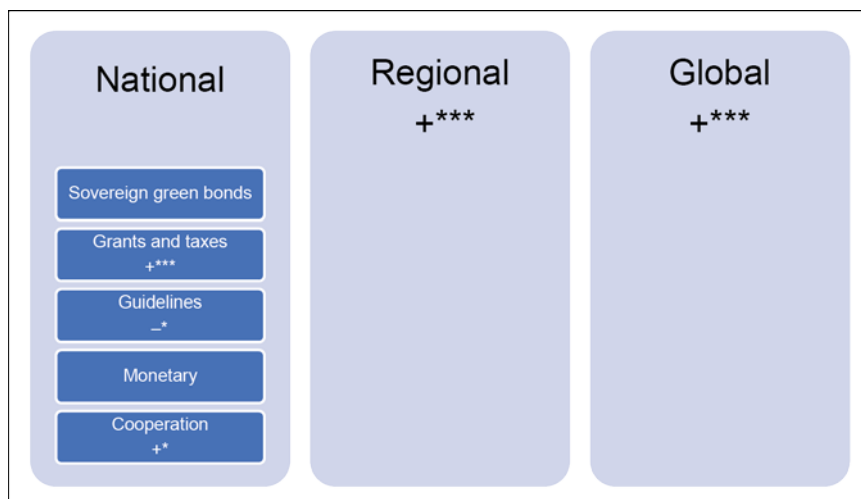 National
Sovereign green bonds
Grants and taxes
+***
Guidelines
–*
Monetary
Cooperation
+*
Regional
+***
Global
+***